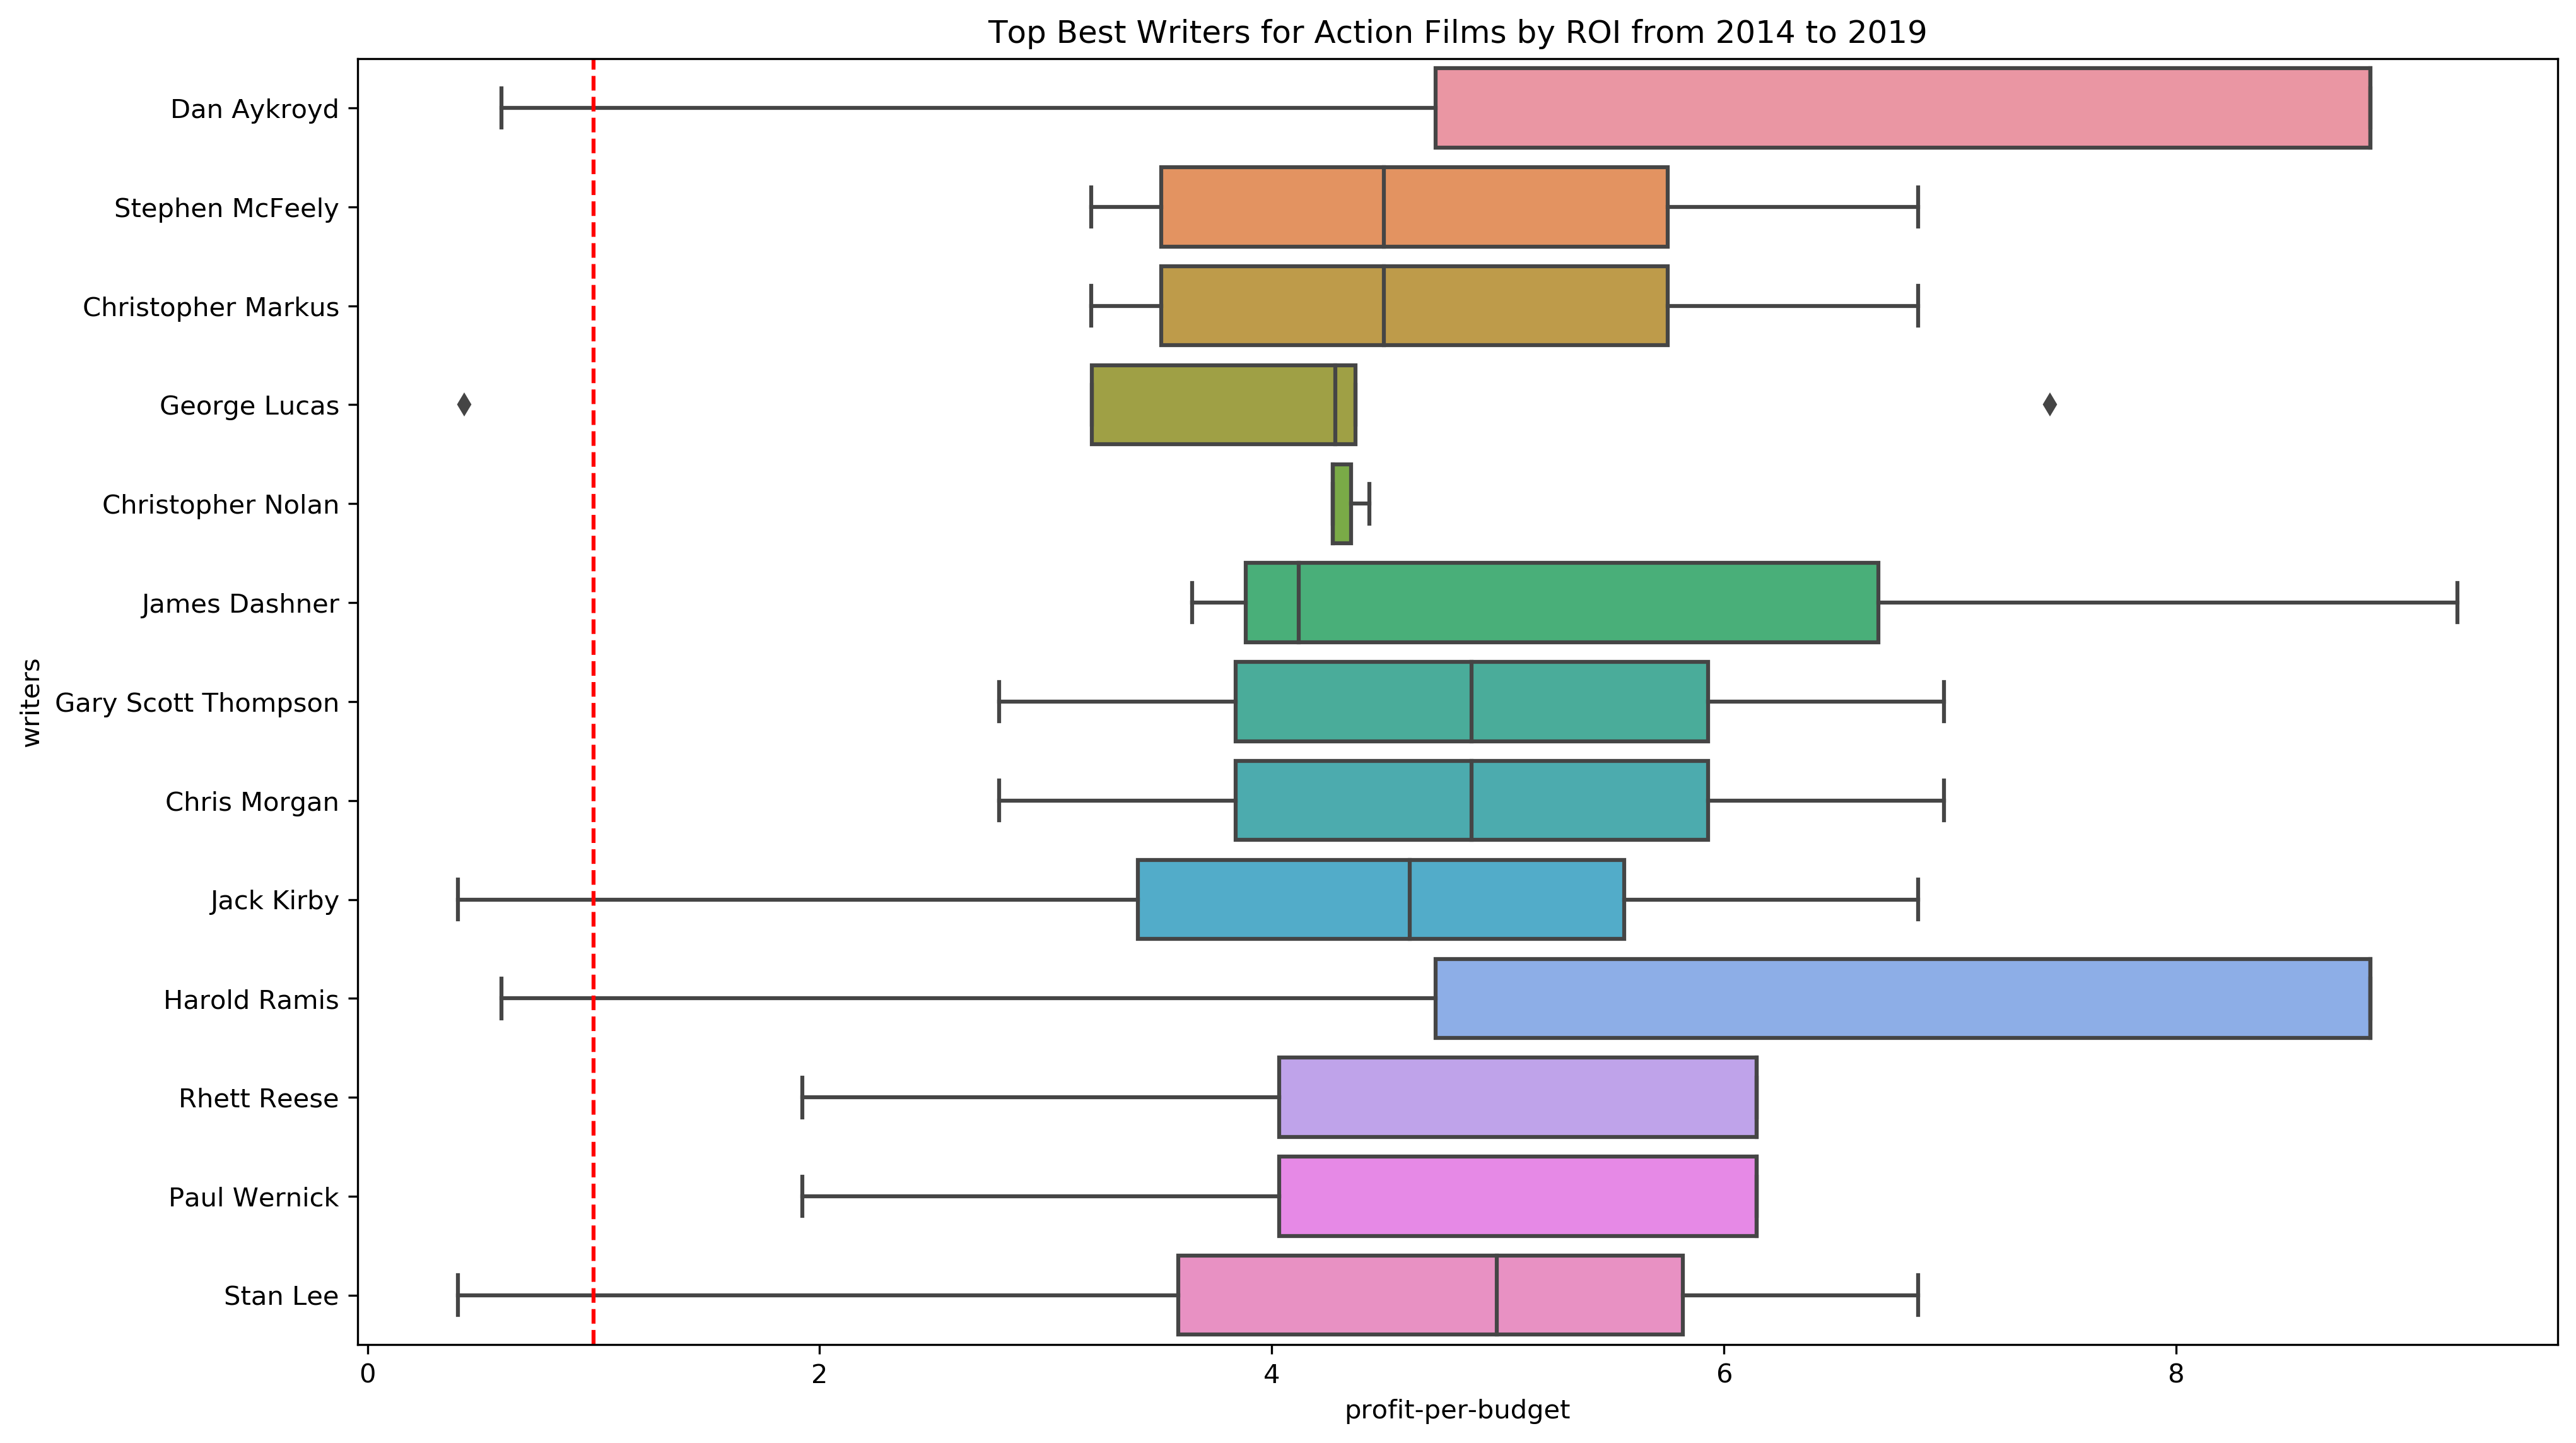 Top Best Writers for Action Films by ROI from 2014 to 2019
writers
Dan Aykroyd
Stephen McFeely
Christopher Markus
George Lucas
Christopher Nolan
James Dashner
Gary Scott Thompson
Chris Morgan
Jack Kirby
Harold Ramis
Rhett Reese
Paul Wernick
Stan Lee
0 2 4 6 8
profit-per-budget